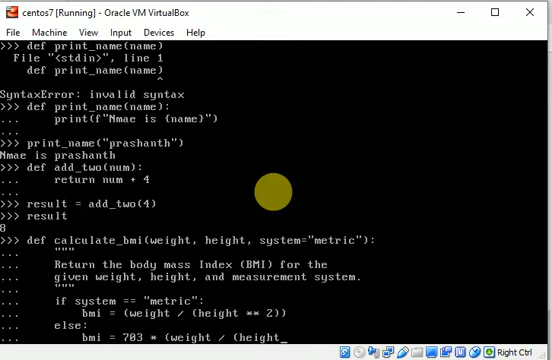 centos7 [Running] - Oracle VM VirtualBox
File Machine View Input Devices Help
>>> def print_name(name)
File "<stdin>", line 1
def print_name(name)
^
SyntaxError: invalid syntax
>>> def print_name(name):
... print(f"Nmae is {name}")
...
>>> print_name("prashanth")
Nmae is prashanth
>>> def add_two(num):
... return num + 4
...
>>> result = add_two(4)
>>> result
8
>>> def calculate_bmi(weight, height, system="metric"):
... """
... Return the body mass Index (BMI) for the
... given weight, height, and measurement system.
... """
... if system == "metric":
... bmi = (weight / (height ** 2))
... else:
... bmi = 703 * (weight / (height_
Right Ctrl